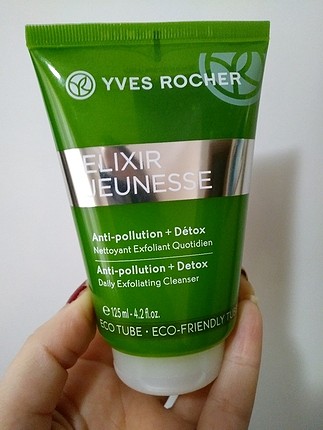 YVES ROCHER
ELIXIR
JEUNESSE
Anti-pollution + Détox
Nettoyant Exfoliant Quotidien
Anti-pollution + Detox
Daily Exfoliating Cleanser
e 125 ml - 4.2 fl.oz.
ECO TUBE • ECO-FRIENDLY TU